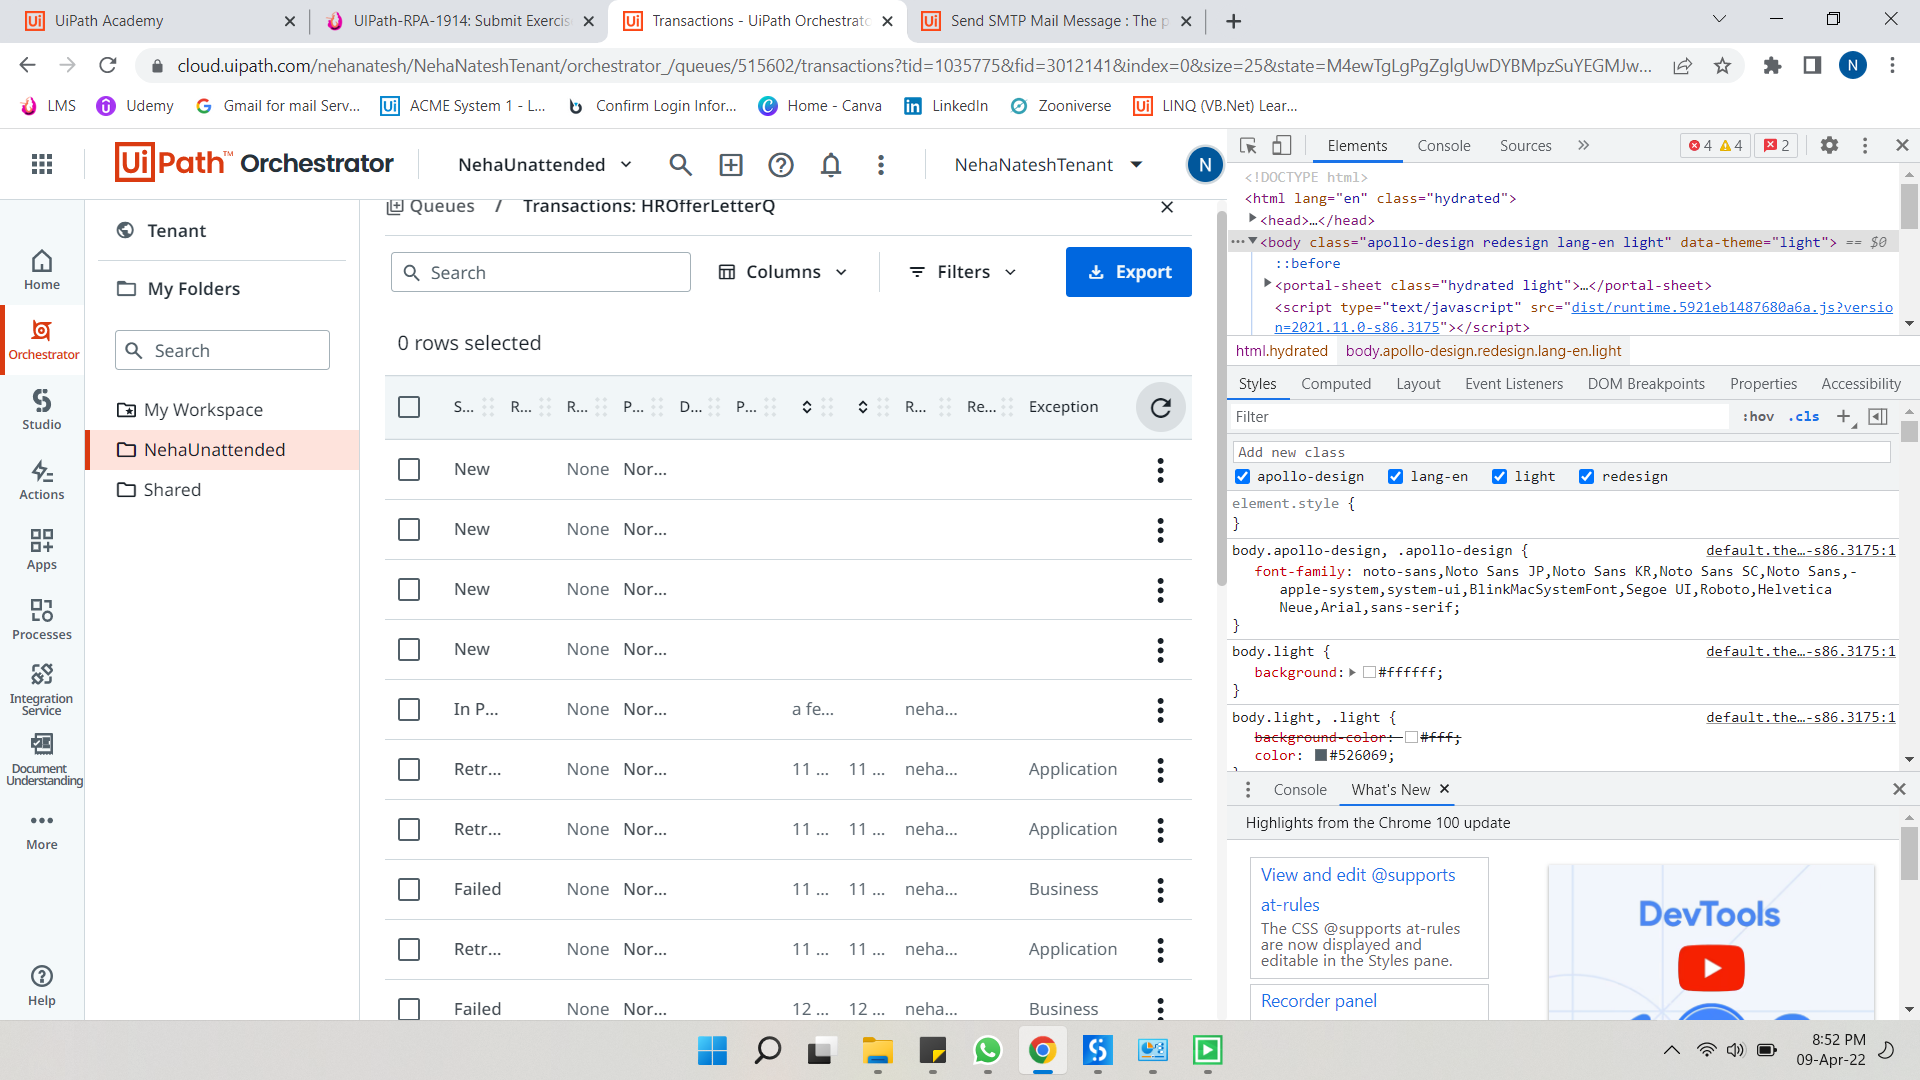 UiPath Academy
UIPath-RPA-1914: Submit Exercis
Transactions - UiPath Orchestrato
Send SMTP Mail Message : The p
cloud.uipath.com/nehanatesh/NehaNateshTenant/orchestrator_/queues/515602/transactions?tid=1035775&fid=3012141&index=0&size=25&state=M4ewTgLgPgZglgUwDYBMpzSuYEGMJw...
N
LMS
Udemy
Gmail for mail Serv...
ACME System 1 - L...
Confirm Login Infor...
Home - Canva
LinkedIn
Zooniverse
LINQ (VB.Net) Lear...
UiPath™ Orchestrator
NehaUnattended
NehaNateshTenant
N
Home
Orchestrator
Studio
Actions
Apps
Processes
Integration
Service
Document
Understanding
More
Help
Tenant
My Folders
Search
My Workspace
NehaUnattended
Shared
Queues / Transactions: HROfferLetterQ
Search
Columns
Filters
Export
0 rows selected
S... R... R... P... D... P... R... Re... Exception
New None Nor...
New None Nor...
New None Nor...
New None Nor...
In P... None Nor... a fe... neha...
Retr... None Nor... 11 ... 11 ... neha... Application
Retr... None Nor... 11 ... 11 ... neha... Application
Failed None Nor... 11 ... 11 ... neha... Business
Retr... None Nor... 11 ... 11 ... neha... Application
Failed None Nor... 12 ... 12 ... neha... Business
Elements Console Sources 4 4 2
<!DOCTYPE html>
<html lang="en" class="hydrated">
<head>…</head>
<body class="apollo-design redesign lang-en light" data-theme="light"> == $0
::before
<portal-sheet class="hydrated light">…</portal-sheet>
<script type="text/javascript" src="dist/runtime.5921eb1487680a6a.js?versio
n=2021.11.0-s86.3175"></script>
html.hydrated body.apollo-design.redesign.lang-en.light
Styles Computed Layout Event Listeners DOM Breakpoints Properties Accessibility
Filter :hov .cls
Add new class
apollo-design lang-en light redesign
element.style {
}
body.apollo-design, .apollo-design { default.the…-s86.3175:1
font-family: noto-sans,Noto Sans JP,Noto Sans KR,Noto Sans SC,Noto Sans,-
apple-system,system-ui,BlinkMacSystemFont,Segoe UI,Roboto,Helvetica
Neue,Arial,sans-serif;
}
body.light { default.the…-s86.3175:1
background: #ffffff;
}
body.light, .light { default.the…-s86.3175:1
background-color: #fff;
color: #526069;
Console What's New
Highlights from the Chrome 100 update
View and edit @supports
at-rules
The CSS @supports at-rules
are now displayed and
editable in the Styles pane.
Recorder panel
DevTools
8:52 PM
09-Apr-22